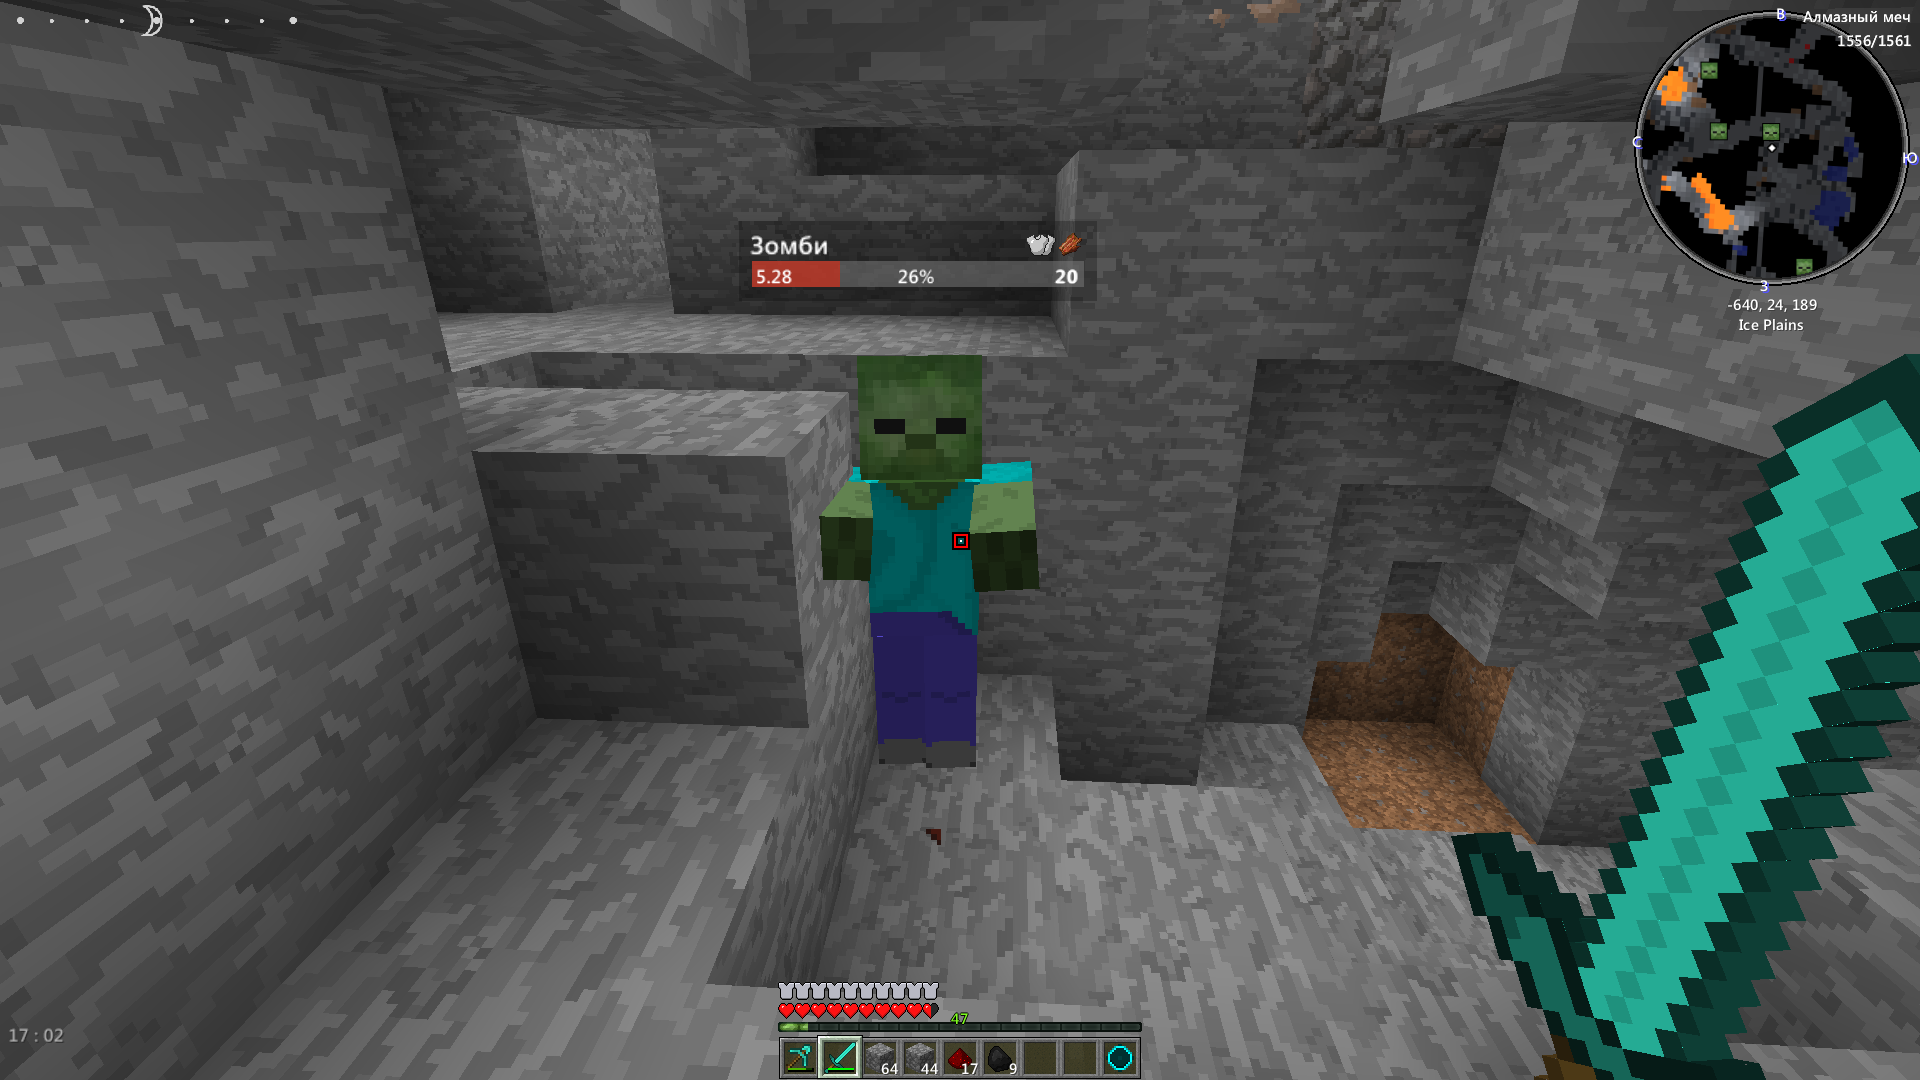 В
Алмазный меч
1556/1561
С
Ю
З
-640, 24, 189
Ice Plains
Зомби
5.28 26% 20
17 : 02
47
64 44 17 9